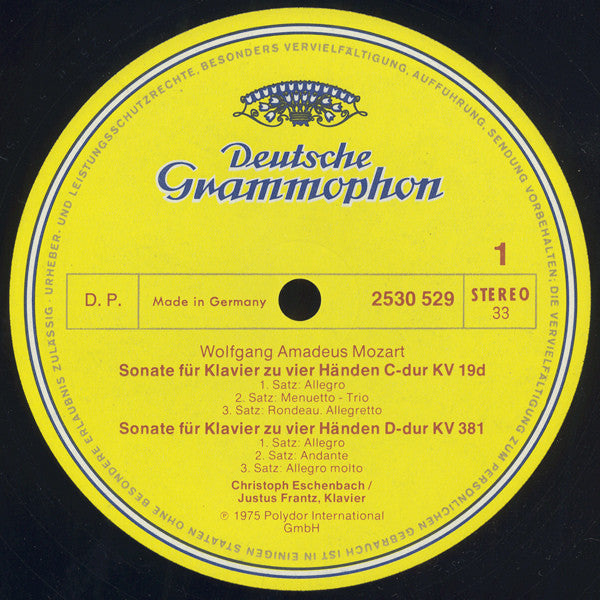 Deutsche
Grammophon
1
D. P.
Made in Germany
2530 529
STEREO
33
Wolfgang Amadeus Mozart
Sonate für Klavier zu vier Händen C-dur KV 19d
1. Satz: Allegro
2. Satz: Menuetto - Trio
3. Satz: Rondeau. Allegretto
Sonate für Klavier zu vier Händen D-dur KV 381
1. Satz: Allegro
2. Satz: Andante
3. Satz: Allegro molto
Christoph Eschenbach /
Justus Frantz, Klavier
℗ 1975 Polydor International
GmbH
URHEBER- UND LEISTUNGSSCHUTZRECHTE, BESONDERS VERVIELFÄLTIGUNG, AUFFÜHRUNG, SENDUNG VORBEHALTEN; DIE VERVIELFÄLTIGUNG ZUM PERSÖNLICHEN GEBRAUCH IST IN EINIGEN STAATEN OHNE BESONDERE ERLAUBNIS ZULÄSSIG ·